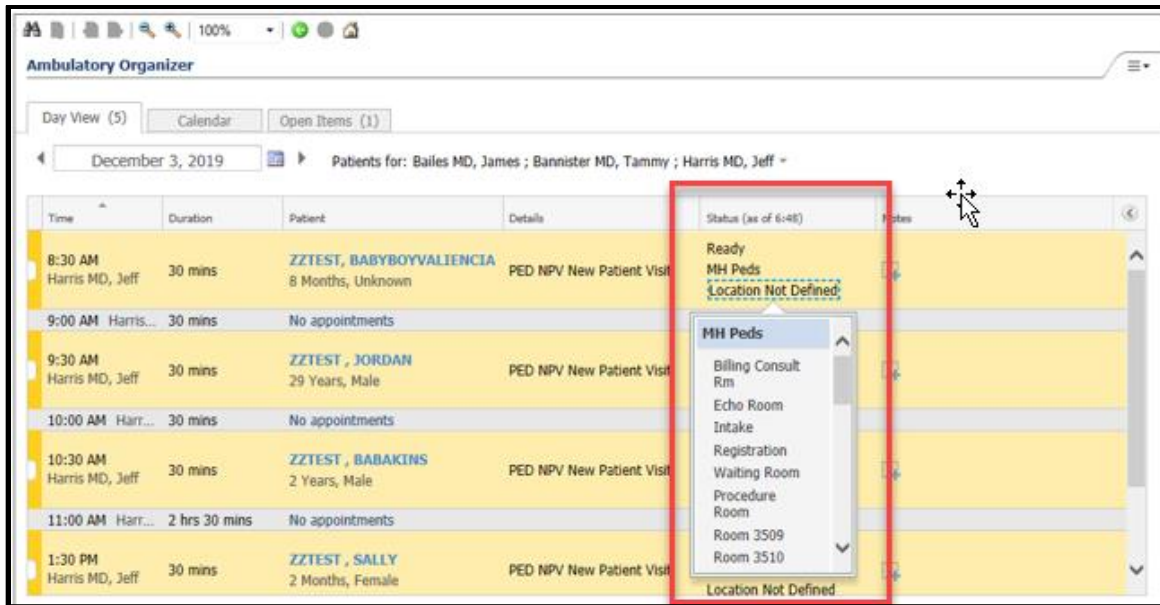 100%
Ambulatory Organizer
Day View (5) Calendar Open Items (1)
December 3, 2019 Patients for: Bailes MD, James ; Bannister MD, Tammy ; Harris MD, Jeff
Time Duration Patient Details Status (as of 6:48) Notes
8:30 AM
Harris MD, Jeff
30 mins
ZZTEST, BABYBOYVALIENCIA
8 Months, Unknown
PED NPV New Patient Visit
Ready
MH Peds
Location Not Defined
9:00 AM Harris... 30 mins No appointments
9:30 AM
Harris MD, Jeff
30 mins
ZZTEST , JORDAN
29 Years, Male
PED NPV New Patient Visit
10:00 AM Harr... 30 mins No appointments
10:30 AM
Harris MD, Jeff
30 mins
ZZTEST , BABAKINS
2 Years, Male
PED NPV New Patient Visit
11:00 AM Harr... 2 hrs 30 mins No appointments
1:30 PM
Harris MD, Jeff
30 mins
ZZTEST , SALLY
2 Months, Female
PED NPV New Patient Visit
MH Peds
Billing Consult
Rm
Echo Room
Intake
Registration
Waiting Room
Procedure
Room
Room 3509
Room 3510
Location Not Defined